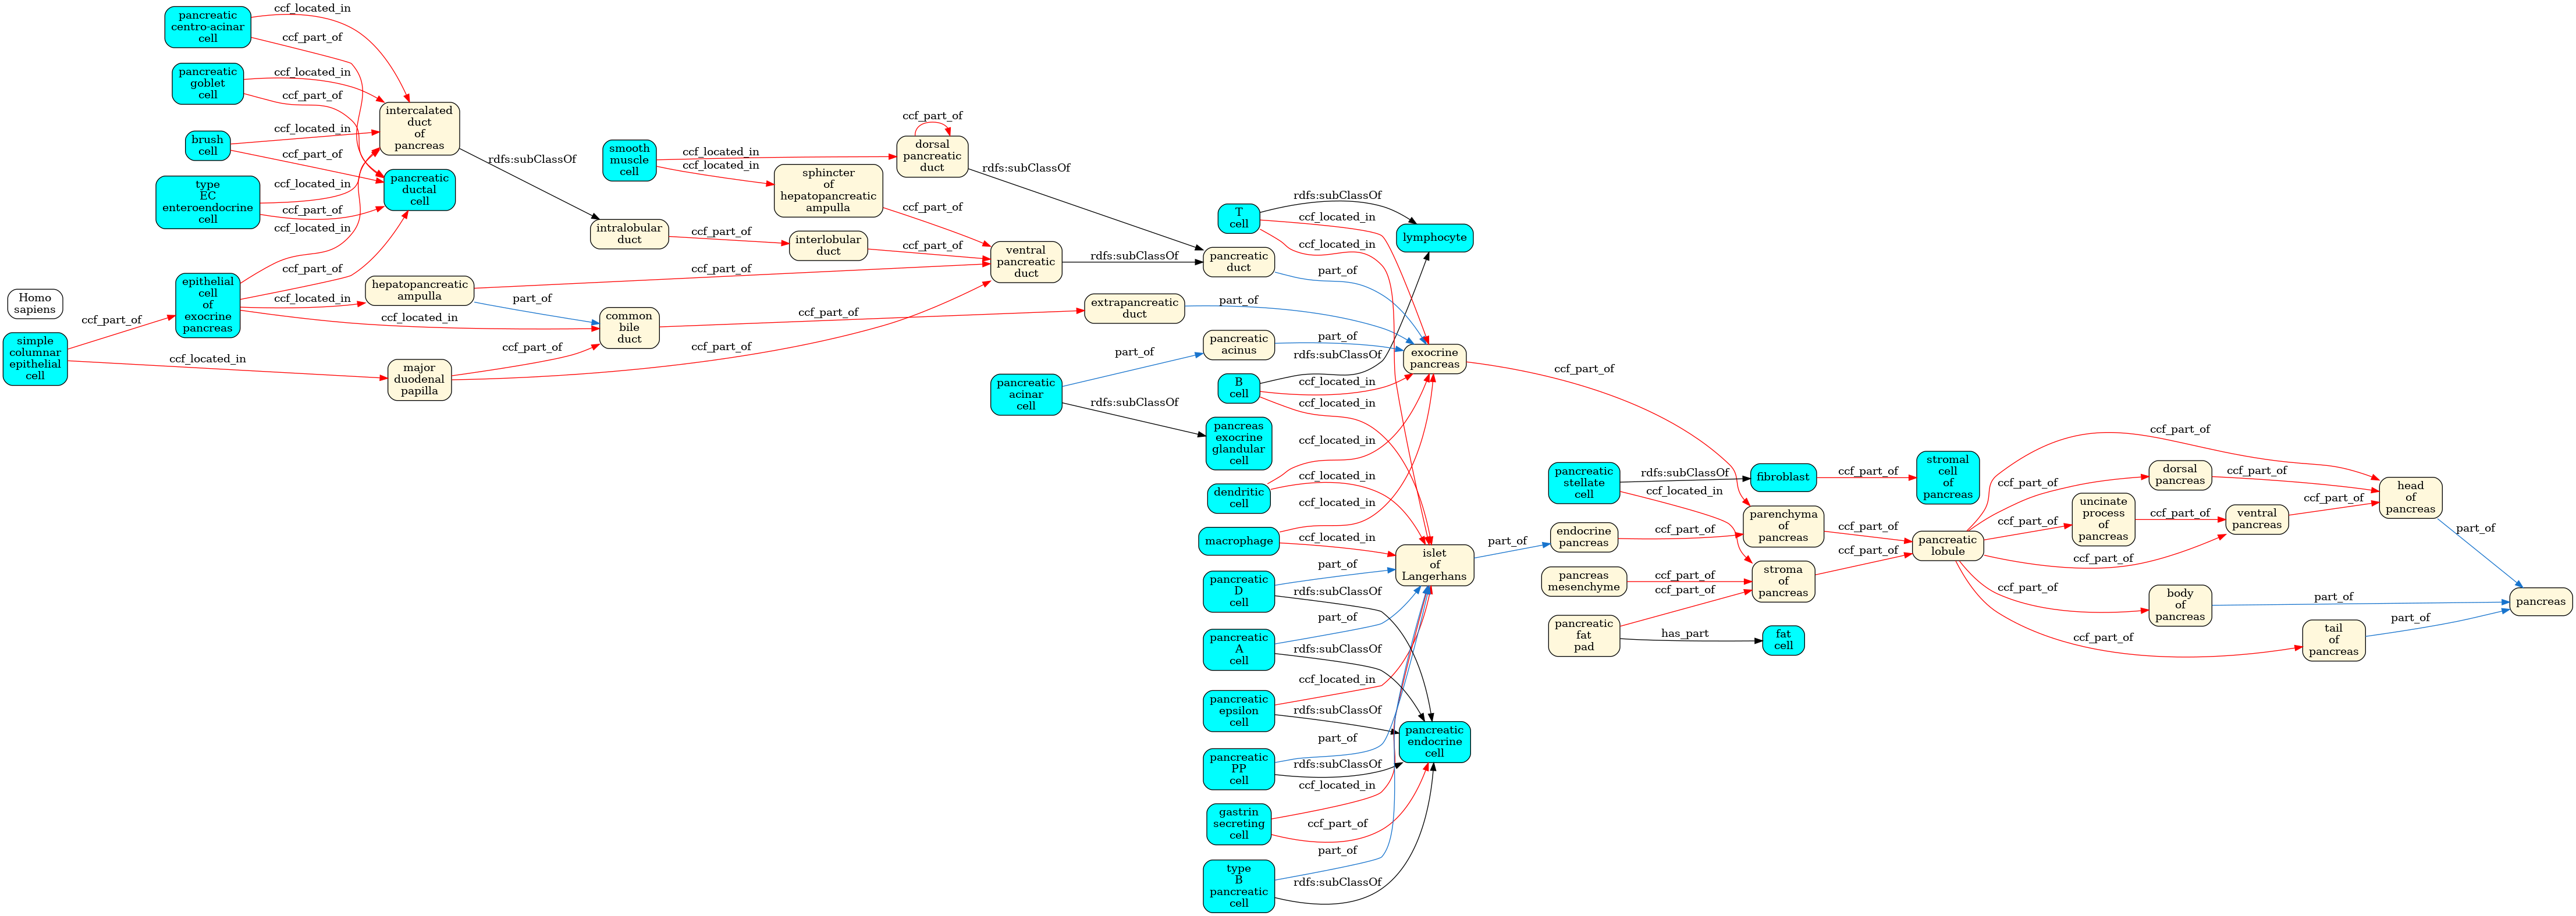 pancreatic
centro-acinar
cell
ccf_located_in
ccf_part_of
pancreatic
goblet
cell
ccf_located_in
ccf_part_of
brush
cell
ccf_located_in
ccf_part_of
type
EC
enteroendocrine
cell
ccf_located_in
ccf_part_of
ccf_located_in
intercalated
duct
of
pancreas
pancreatic
ductal
cell
rdfs:subClassOf
Homo
sapiens
simple
columnar
epithelial
cell
ccf_part_of
ccf_located_in
epithelial
cell
of
exocrine
pancreas
ccf_part_of
ccf_located_in
ccf_located_in
hepatopancreatic
ampulla
part_of
ccf_part_of
major
duodenal
papilla
ccf_part_of
ccf_part_of
common
bile
duct
ccf_part_of
smooth
muscle
cell
ccf_located_in
ccf_located_in
intralobular
duct
ccf_part_of
sphincter
of
hepatopancreatic
ampulla
ccf_part_of
interlobular
duct
ccf_part_of
ccf_part_of
dorsal
pancreatic
duct
rdfs:subClassOf
ventral
pancreatic
duct
rdfs:subClassOf
extrapancreatic
duct
part_of
pancreatic
acinar
cell
part_of
rdfs:subClassOf
T
cell
rdfs:subClassOf
ccf_located_in
ccf_located_in
lymphocyte
pancreatic
duct
part_of
pancreatic
acinus
part_of
B
cell
rdfs:subClassOf
ccf_located_in
ccf_located_in
exocrine
pancreas
ccf_part_of
pancreas
exocrine
glandular
cell
dendritic
cell
ccf_located_in
ccf_located_in
macrophage
ccf_located_in
ccf_located_in
islet
of
Langerhans
part_of
pancreatic
D
cell
part_of
rdfs:subClassOf
pancreatic
A
cell
part_of
rdfs:subClassOf
pancreatic
epsilon
cell
ccf_located_in
rdfs:subClassOf
pancreatic
PP
cell
part_of
rdfs:subClassOf
pancreatic
endocrine
cell
gastrin
secreting
cell
ccf_located_in
ccf_part_of
type
B
pancreatic
cell
part_of
rdfs:subClassOf
pancreatic
stellate
cell
rdfs:subClassOf
ccf_located_in
fibroblast
ccf_part_of
stromal
cell
of
pancreas
endocrine
pancreas
ccf_part_of
parenchyma
of
pancreas
ccf_part_of
pancreas
mesenchyme
ccf_part_of
stroma
of
pancreas
ccf_part_of
pancreatic
fat
pad
ccf_part_of
has_part
fat
cell
pancreatic
lobule
ccf_part_of
ccf_part_of
ccf_part_of
ccf_part_of
ccf_part_of
ccf_part_of
dorsal
pancreas
ccf_part_of
uncinate
process
of
pancreas
ccf_part_of
ventral
pancreas
ccf_part_of
head
of
pancreas
part_of
body
of
pancreas
part_of
tail
of
pancreas
part_of
pancreas